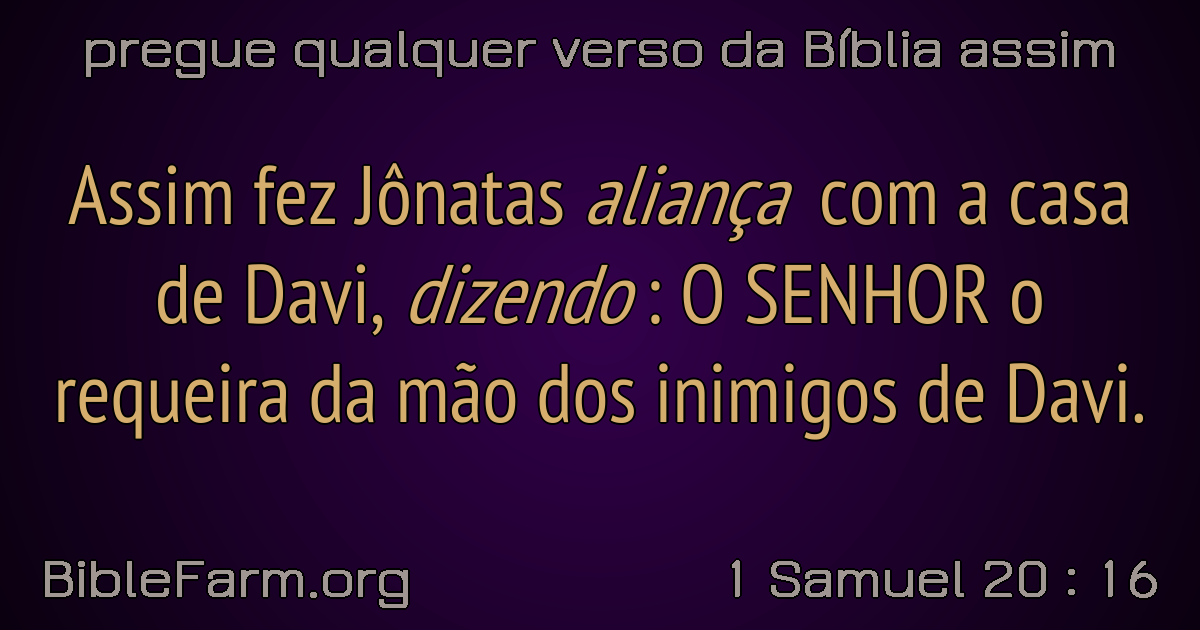 pregue qualquer verso da Bíblia assim
Assim fez Jônatas aliança com a casa
de Davi, dizendo: O SENHOR o
requeira da mão dos inimigos de Davi.
BibleFarm.org
1 Samuel 20 : 16